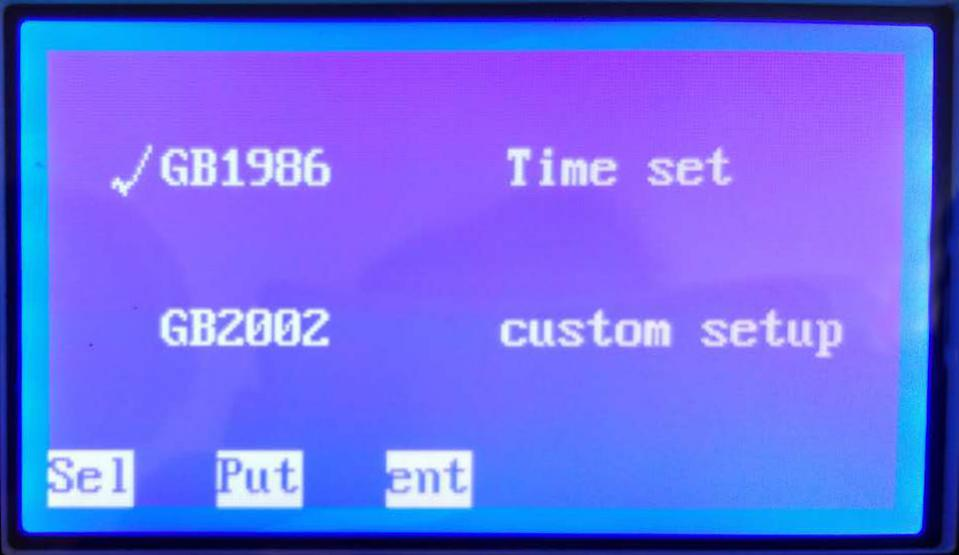 ✓GB1986 Time set
GB2002 custom setup
Sel Put ent